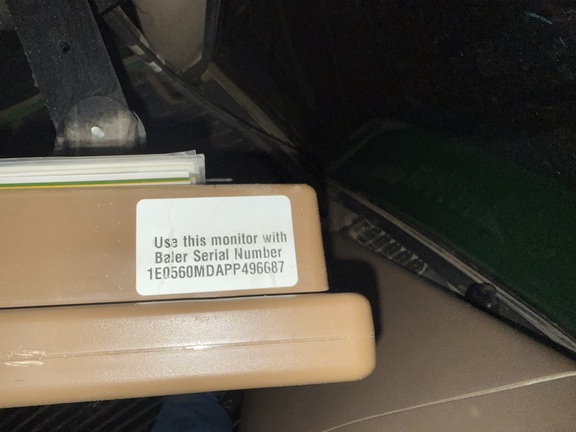 Use this monitor with
Baler Serial Number
1E0560MDAPP496687